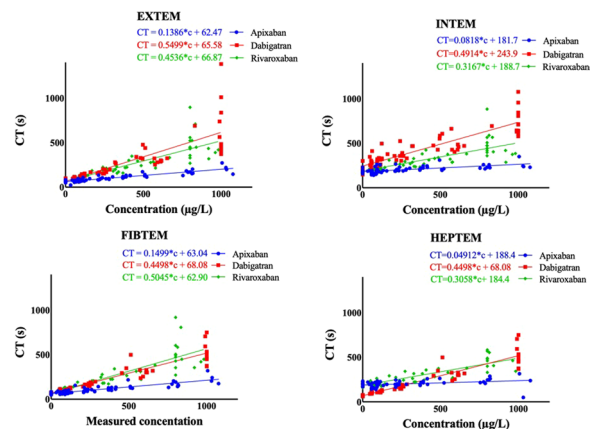 EXTEM
CT = 0.1386*c + 62.47 Apixaban
CT = 0.5499*c + 65.58 Dabigatran
CT = 0.4536*c + 66.87 Rivaroxaban
CT (s)
1000
500
0
0 500 1000
Concentration (µg/L)
INTEM
CT=0.0818*c + 181.7 Apixaban
CT= 0.4914*c + 243.9 Dabigatran
CT= 0.3167*c + 188.7 Rivaroxaban
CT (s)
1000
500
0
0 500 1000
Concentration (µg/L)
FIBTEM
CT = 0.1499*c + 63.04 Apixaban
CT = 0.4498*c + 68.08 Dabigatran
CT = 0.5045*c + 62.90 Rivaroxaban
CT (s)
1000
500
0
0 500 1000
Measured concentation
HEPTEM
CT=0.04912*c + 188.4 Apixaban
CT=0.4498*c + 68.08 Dabigatran
CT=0.3058*c+ 184.4 Rivaroxaban
CT (s)
1000
500
0
0 500 1000
Concentration (µg/L)